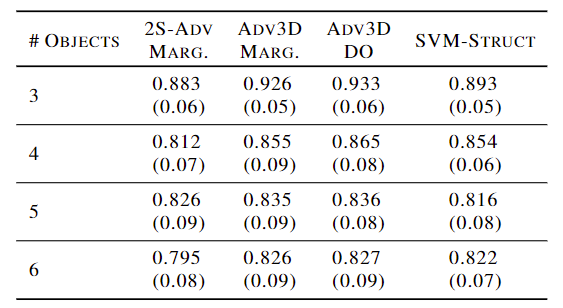 # OBJECTS 2S-ADV MARG. ADV3D MARG. ADV3D DO SVM-STRUCT
3 0.883 0.926 0.933 0.893
(0.06) (0.05) (0.06) (0.05)
4 0.812 0.855 0.865 0.854
(0.07) (0.09) (0.08) (0.06)
5 0.826 0.835 0.836 0.816
(0.09) (0.09) (0.08) (0.08)
6 0.795 0.826 0.827 0.822
(0.08) (0.09) (0.09) (0.07)